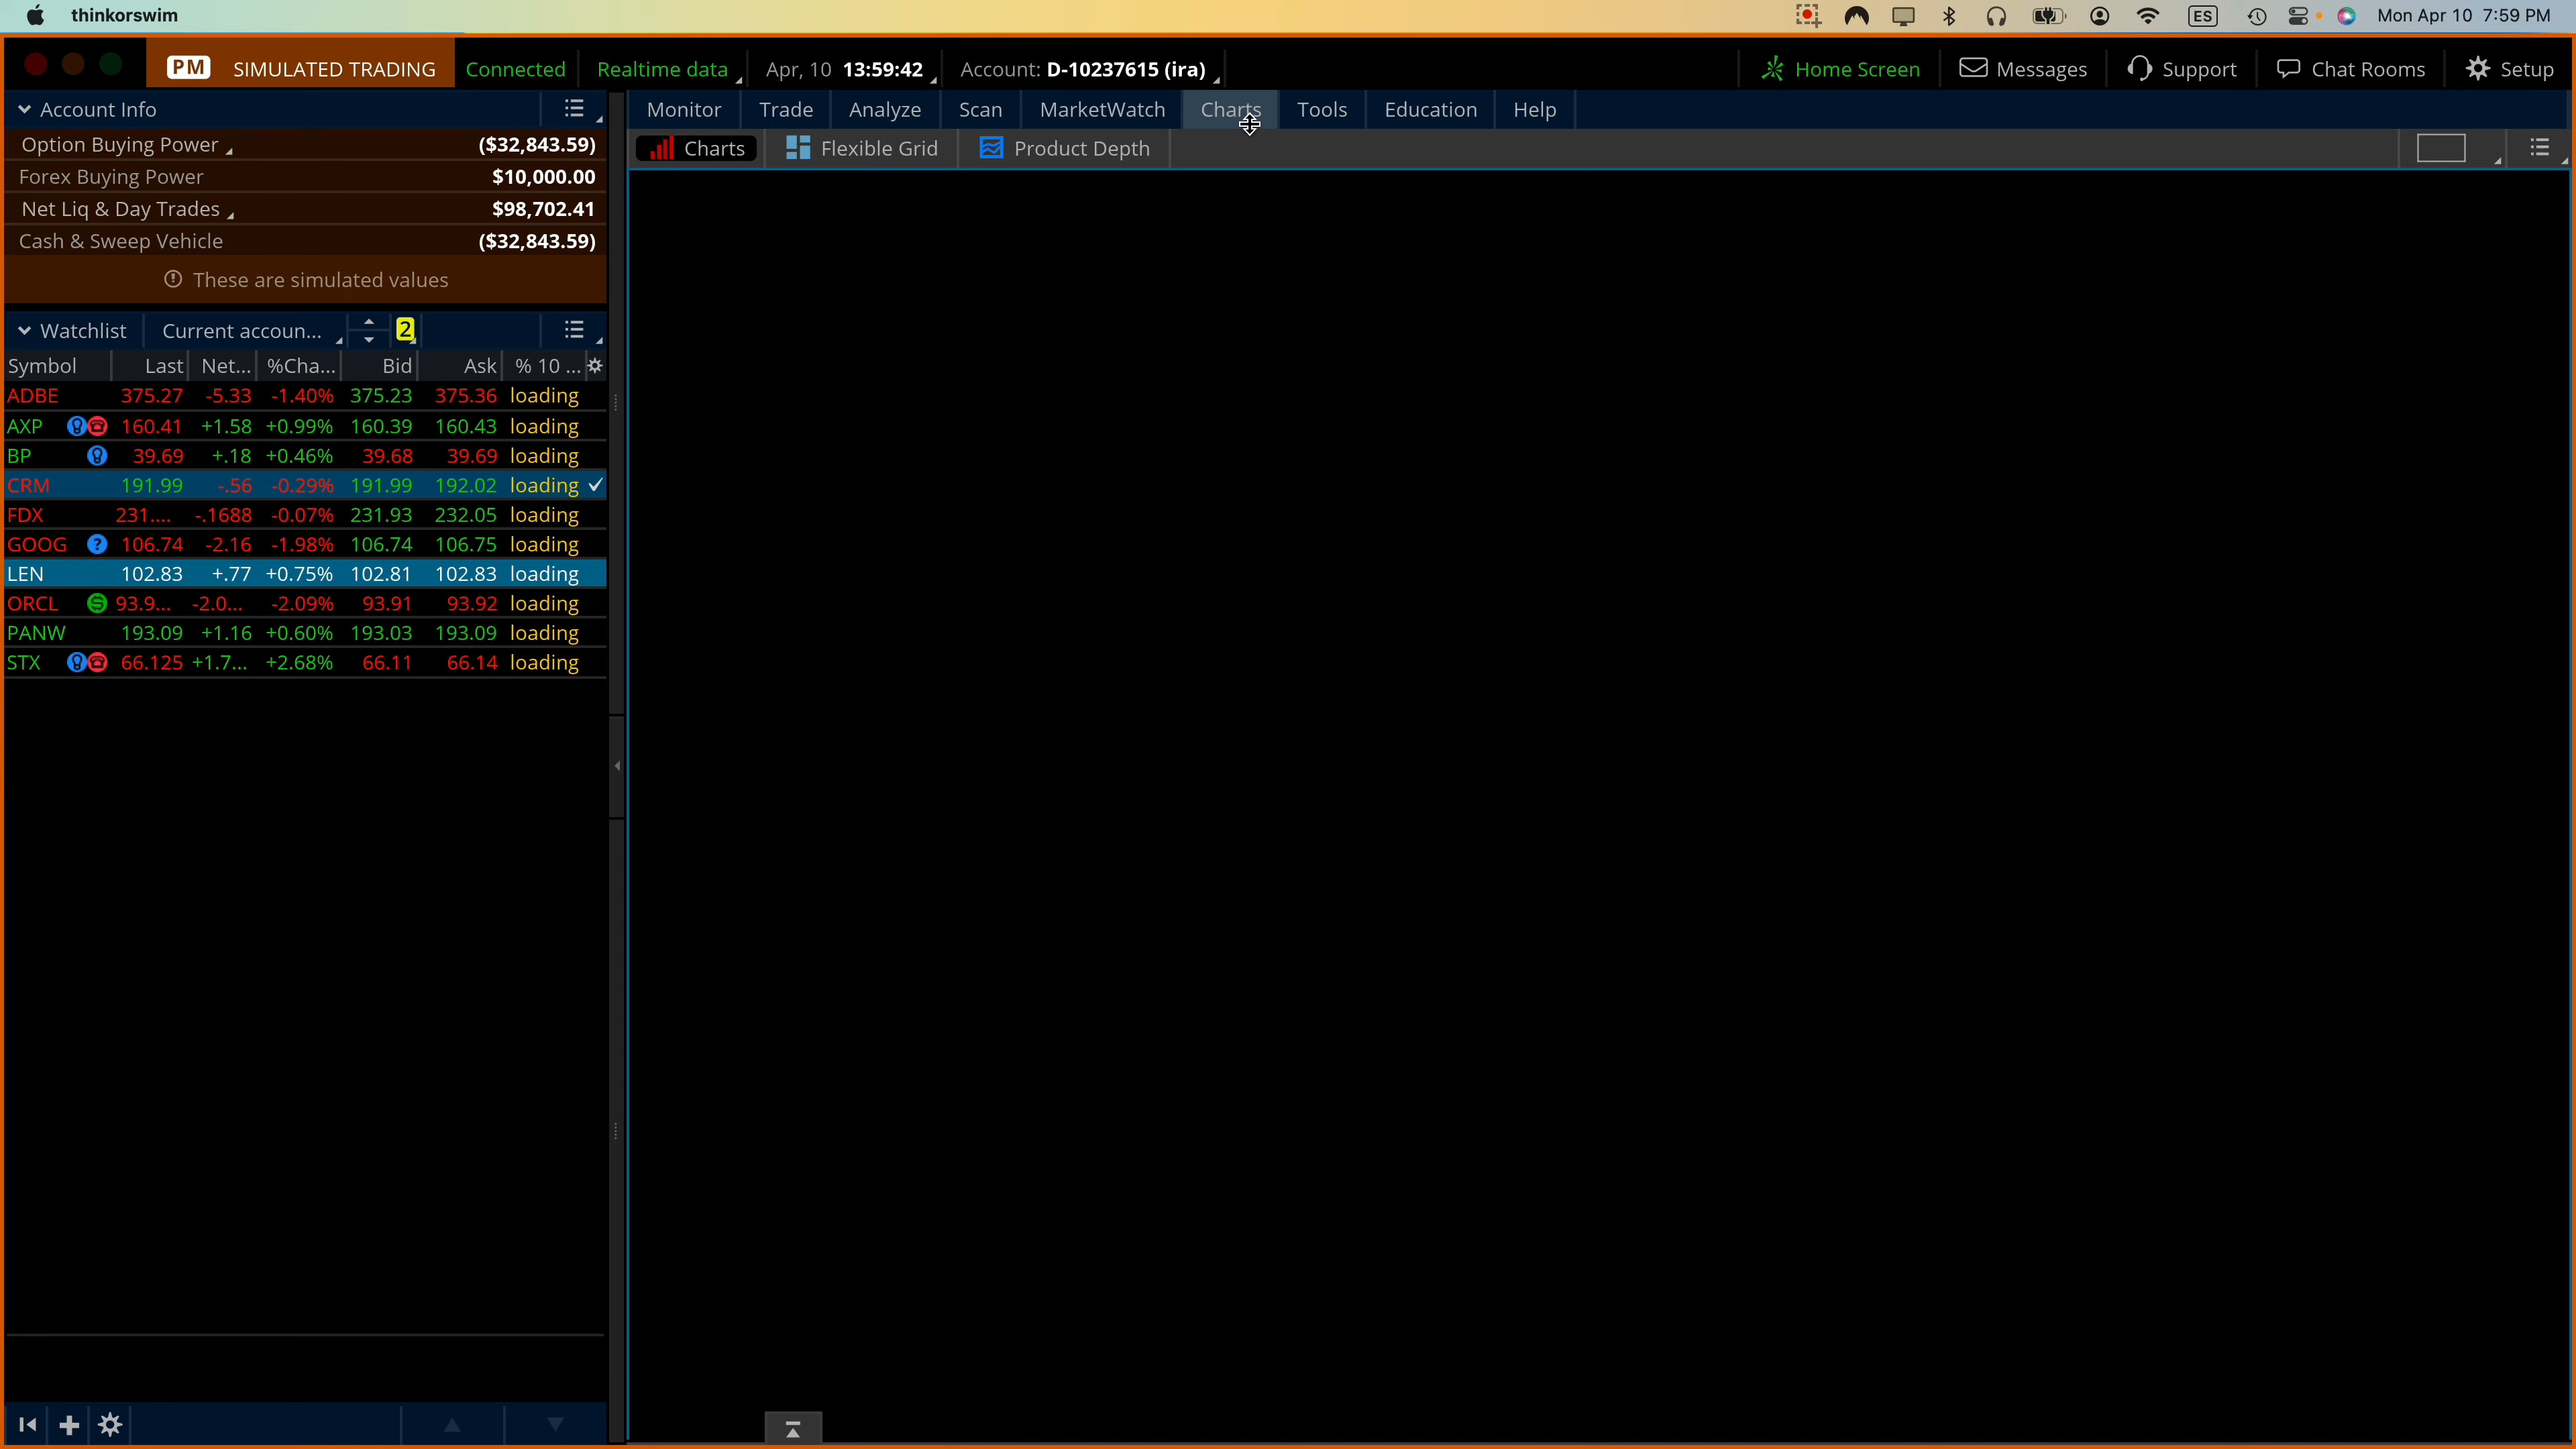 thinkorswim ES Mon Apr 10 7:59 PM
PM SIMULATED TRADING Connected Realtime data Apr, 10 13:59:42 Account: D-10237615 (ira) Home Screen Messages Support Chat Rooms Setup
Account Info
Option Buying Power ($32,843.59)
Forex Buying Power $10,000.00
Net Liq & Day Trades $98,702.41
Cash & Sweep Vehicle ($32,843.59)
These are simulated values
Watchlist Current accoun... 2
Symbol Last Net... %Cha... Bid Ask % 10 ...
ADBE 375.27 -5.33 -1.40% 375.23 375.36 loading
AXP 160.41 +1.58 +0.99% 160.39 160.43 loading
BP 39.69 +.18 +0.46% 39.68 39.69 loading
CRM 191.99 -.56 -0.29% 191.99 192.02 loading
FDX 231.... -.1688 -0.07% 231.93 232.05 loading
GOOG ? 106.74 -2.16 -1.98% 106.74 106.75 loading
LEN 102.83 +.77 +0.75% 102.81 102.83 loading
ORCL S 93.9... -2.0... -2.09% 93.91 93.92 loading
PANW 193.09 +1.16 +0.60% 193.03 193.09 loading
STX 66.125 +1.7... +2.68% 66.11 66.14 loading
Monitor Trade Analyze Scan MarketWatch Charts Tools Education Help
Charts Flexible Grid Product Depth